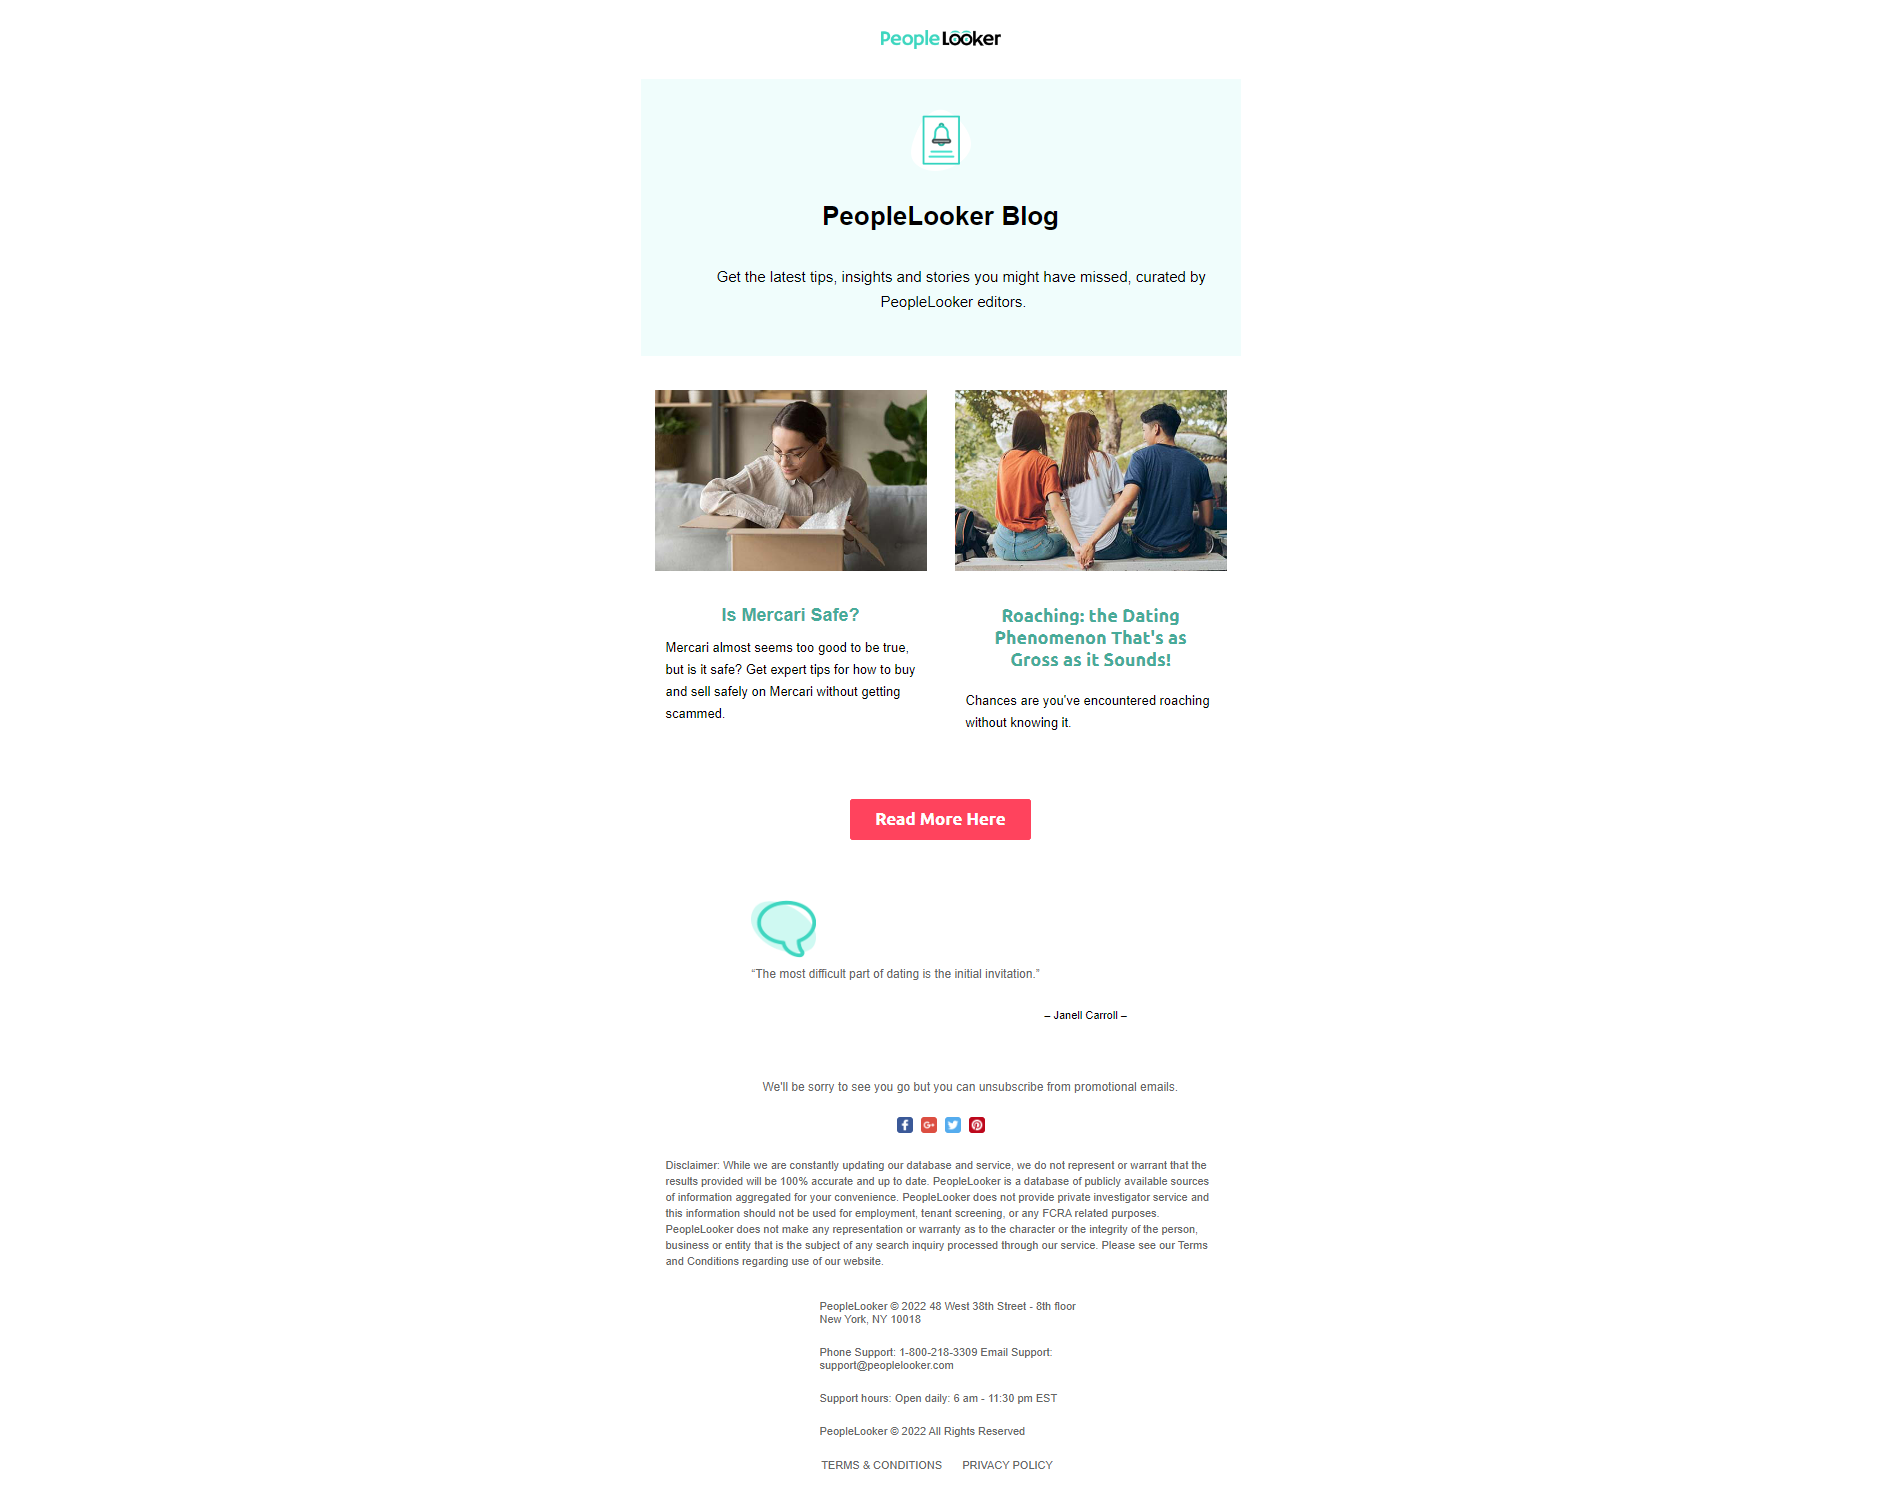 PeopleLooker
PeopleLooker Blog
Get the latest tips, insights and stories you might have missed, curated by
PeopleLooker editors.
Is Mercari Safe?
Mercari almost seems too good to be true,
but is it safe? Get expert tips for how to buy
and sell safely on Mercari without getting
scammed.
Roaching: the Dating
Phenomenon That's as
Gross as it Sounds!
Chances are you've encountered roaching
without knowing it.
Read More Here
“The most difficult part of dating is the initial invitation.”
– Janell Carroll –
We'll be sorry to see you go but you can unsubscribe from promotional emails.
Disclaimer: While we are constantly updating our database and service, we do not represent or warrant that the
results provided will be 100% accurate and up to date. PeopleLooker is a database of publicly available sources
of information aggregated for your convenience. PeopleLooker does not provide private investigator service and
this information should not be used for employment, tenant screening, or any FCRA related purposes.
PeopleLooker does not make any representation or warranty as to the character or the integrity of the person,
business or entity that is the subject of any search inquiry processed through our service. Please see our Terms
and Conditions regarding use of our website.
PeopleLooker © 2022 48 West 38th Street - 8th floor
New York, NY 10018
Phone Support: 1-800-218-3309 Email Support:
support@peoplelooker.com
Support hours: Open daily: 6 am - 11:30 pm EST
PeopleLooker © 2022 All Rights Reserved
TERMS & CONDITIONS PRIVACY POLICY